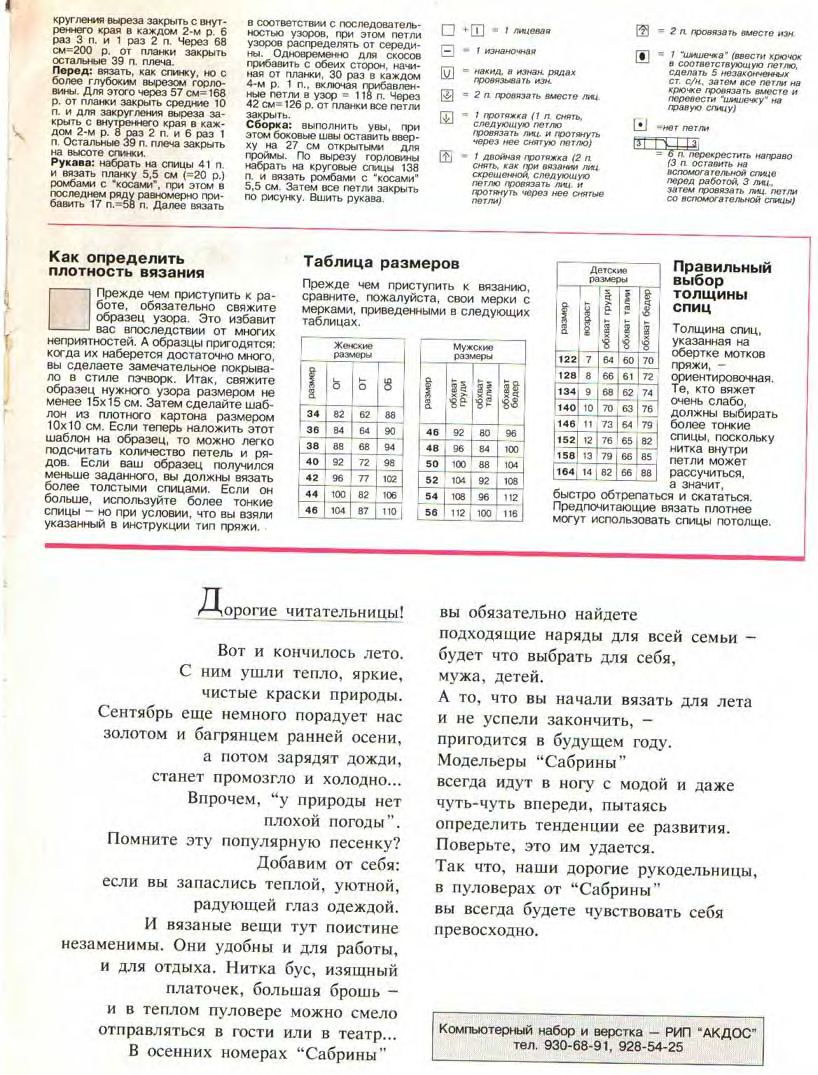 кругления выреза закрыть с внут-
реннего края в каждом 2-м р. 6
раз 3 п. и 1 раз 2 п. Через 68
см=200 р. от планки закрыть
остальные 39 п. плеча.
Перед: вязать, как спинку, но с
более глубоким вырезом горло-
вины. Для этого через 57 см=168
р. от планки закрыть средние 10
п. и для закругления выреза за-
крыть с внутреннего края в каж-
дом 2-м р. 8 раз 2 п. и 6 раз 1
п. Остальные 39 п. плеча закрыть
на высоте спинки.
Рукава: набрать на спицы 41 п.
и вязать планку 5,5 см (=20 р.)
ромбами с "косами", при этом в
последнем ряду равномерно при-
бавить 17 п.=58 п. Далее вязать
в соответствии с последователь-
ностью узоров, при этом петли
узоров распределять от середи-
ны. Одновременно для скосов
прибавить с обеих сторон, начи-
ная от планки, 30 раз в каждом
4-м р. 1 п., включая прибавлен-
ные петли в узор = 118 п. Через
42 см=126 р. от планки все петли
закрыть.
Сборка: выполнить увы, при
этом боковые швы оставить ввер-
ху на 27 см открытыми для
проймы. По вырезу горловины
набрать на круговые спицы 138
п. и вязать ромбами с "косами"
5,5 см. Затем все петли закрыть
по рисунку. Вшить рукава.
+ I = 1 лицевая
− = 1 изнаночная
U = накид, в изнан. рядах
провязывать изн.
= 2 п. провязать вместе лиц.
= 1 протяжка (1 п. снять,
следующую петлю
провязать лиц. и протянуть
через нее снятую петлю)
= 1 двойная протяжка (2 п.
снять, как при вязании лиц.
скрещенной, следующую
петлю провязать лиц. и
протянуть через нее снятые
петли)
= 2 п. провязать вместе изн.
= 1 "шишечка" (ввести крючок
в соответствующую петлю,
сделать 5 незаконченных
ст. с/н., затем все петли на
крючке провязать вместе и
перевести "шишечку" на
правую спицу)
=нет петли
3 3
= 6 п. перекрестить направо
(3 п. оставить на
вспомогательной спице
перед работой, 3 лиц.,
затем провязать лиц. петли
со вспомогательной спицы)
Как определить
плотность вязания
Прежде чем приступить к ра-
боте, обязательно свяжите
образец узора. Это избавит
вас впоследствии от многих
неприятностей. А образцы пригодятся:
когда их наберется достаточно много,
вы сделаете замечательное покрыва-
ло в стиле пэчворк. Итак, свяжите
образец нужного узора размером не
менее 15х15 см. Затем сделайте шаб-
лон из плотного картона размером
10х10 см. Если теперь наложить этот
шаблон на образец, то можно легко
подсчитать количество петель и ря-
дов. Если ваш образец получился
меньше заданного, вы должны вязать
более толстыми спицами. Если он
больше, используйте более тонкие
спицы – но при условии, что вы взяли
указанный в инструкции тип пряжи.
Таблица размеров
Прежде чем приступить к вязанию,
сравните, пожалуйста, свои мерки с
мерками, приведенными в следующих
таблицах.
Женские
размеры
размер ОГ ОТ ОБ
34 82 62 88
36 84 64 90
38 88 68 94
40 92 72 98
42 96 77 102
44 100 82 106
46 104 87 110
Мужские
размеры
размер обхват груди обхват талии обхват бедер
46 92 80 96
48 96 84 100
50 100 88 104
52 104 92 108
54 108 96 112
56 112 100 116
Детские
размеры
размер возраст обхват груди обхват талии обхват бедер
122 7 64 60 70
128 8 66 61 72
134 9 68 62 74
140 10 70 63 76
146 11 73 64 79
152 12 76 65 82
158 13 79 66 85
164 14 82 66 88
Правильный
выбор
толщины
спиц
Толщина спиц,
указанная на
обертке мотков
пряжи, –
ориентировочная.
Те, кто вяжет
очень слабо,
должны выбирать
более тонкие
спицы, поскольку
нитка внутри
петли может
рассучиться,
а значит,
быстро обтрепаться и скататься.
Предпочитающие вязать плотнее
могут использовать спицы потолще.
Дорогие читательницы!
Вот и кончилось лето.
С ним ушли тепло, яркие,
чистые краски природы.
Сентябрь еще немного порадует нас
золотом и багрянцем ранней осени,
а потом зарядят дожди,
станет промозгло и холодно...
Впрочем, “у природы нет
плохой погоды”.
Помните эту популярную песенку?
Добавим от себя:
если вы запаслись теплой, уютной,
радующей глаз одеждой.
И вязаные вещи тут поистине
незаменимы. Они удобны и для работы,
и для отдыха. Нитка бус, изящный
платочек, большая брошь –
и в теплом пуловере можно смело
отправляться в гости или в театр...
В осенних номерах “Сабрины”
вы обязательно найдете
подходящие наряды для всей семьи –
будет что выбрать для себя,
мужа, детей.
А то, что вы начали вязать для лета
и не успели закончить, –
пригодится в будущем году.
Модельеры “Сабрины”
всегда идут в ногу с модой и даже
чуть-чуть впереди, пытаясь
определить тенденции ее развития.
Поверьте, это им удается.
Так что, наши дорогие рукодельницы,
в пуловерах от “Сабрины”
вы всегда будете чувствовать себя
превосходно.
Компьютерный набор и верстка – РИП "АКДОС"
тел. 930-68-91, 928-54-25